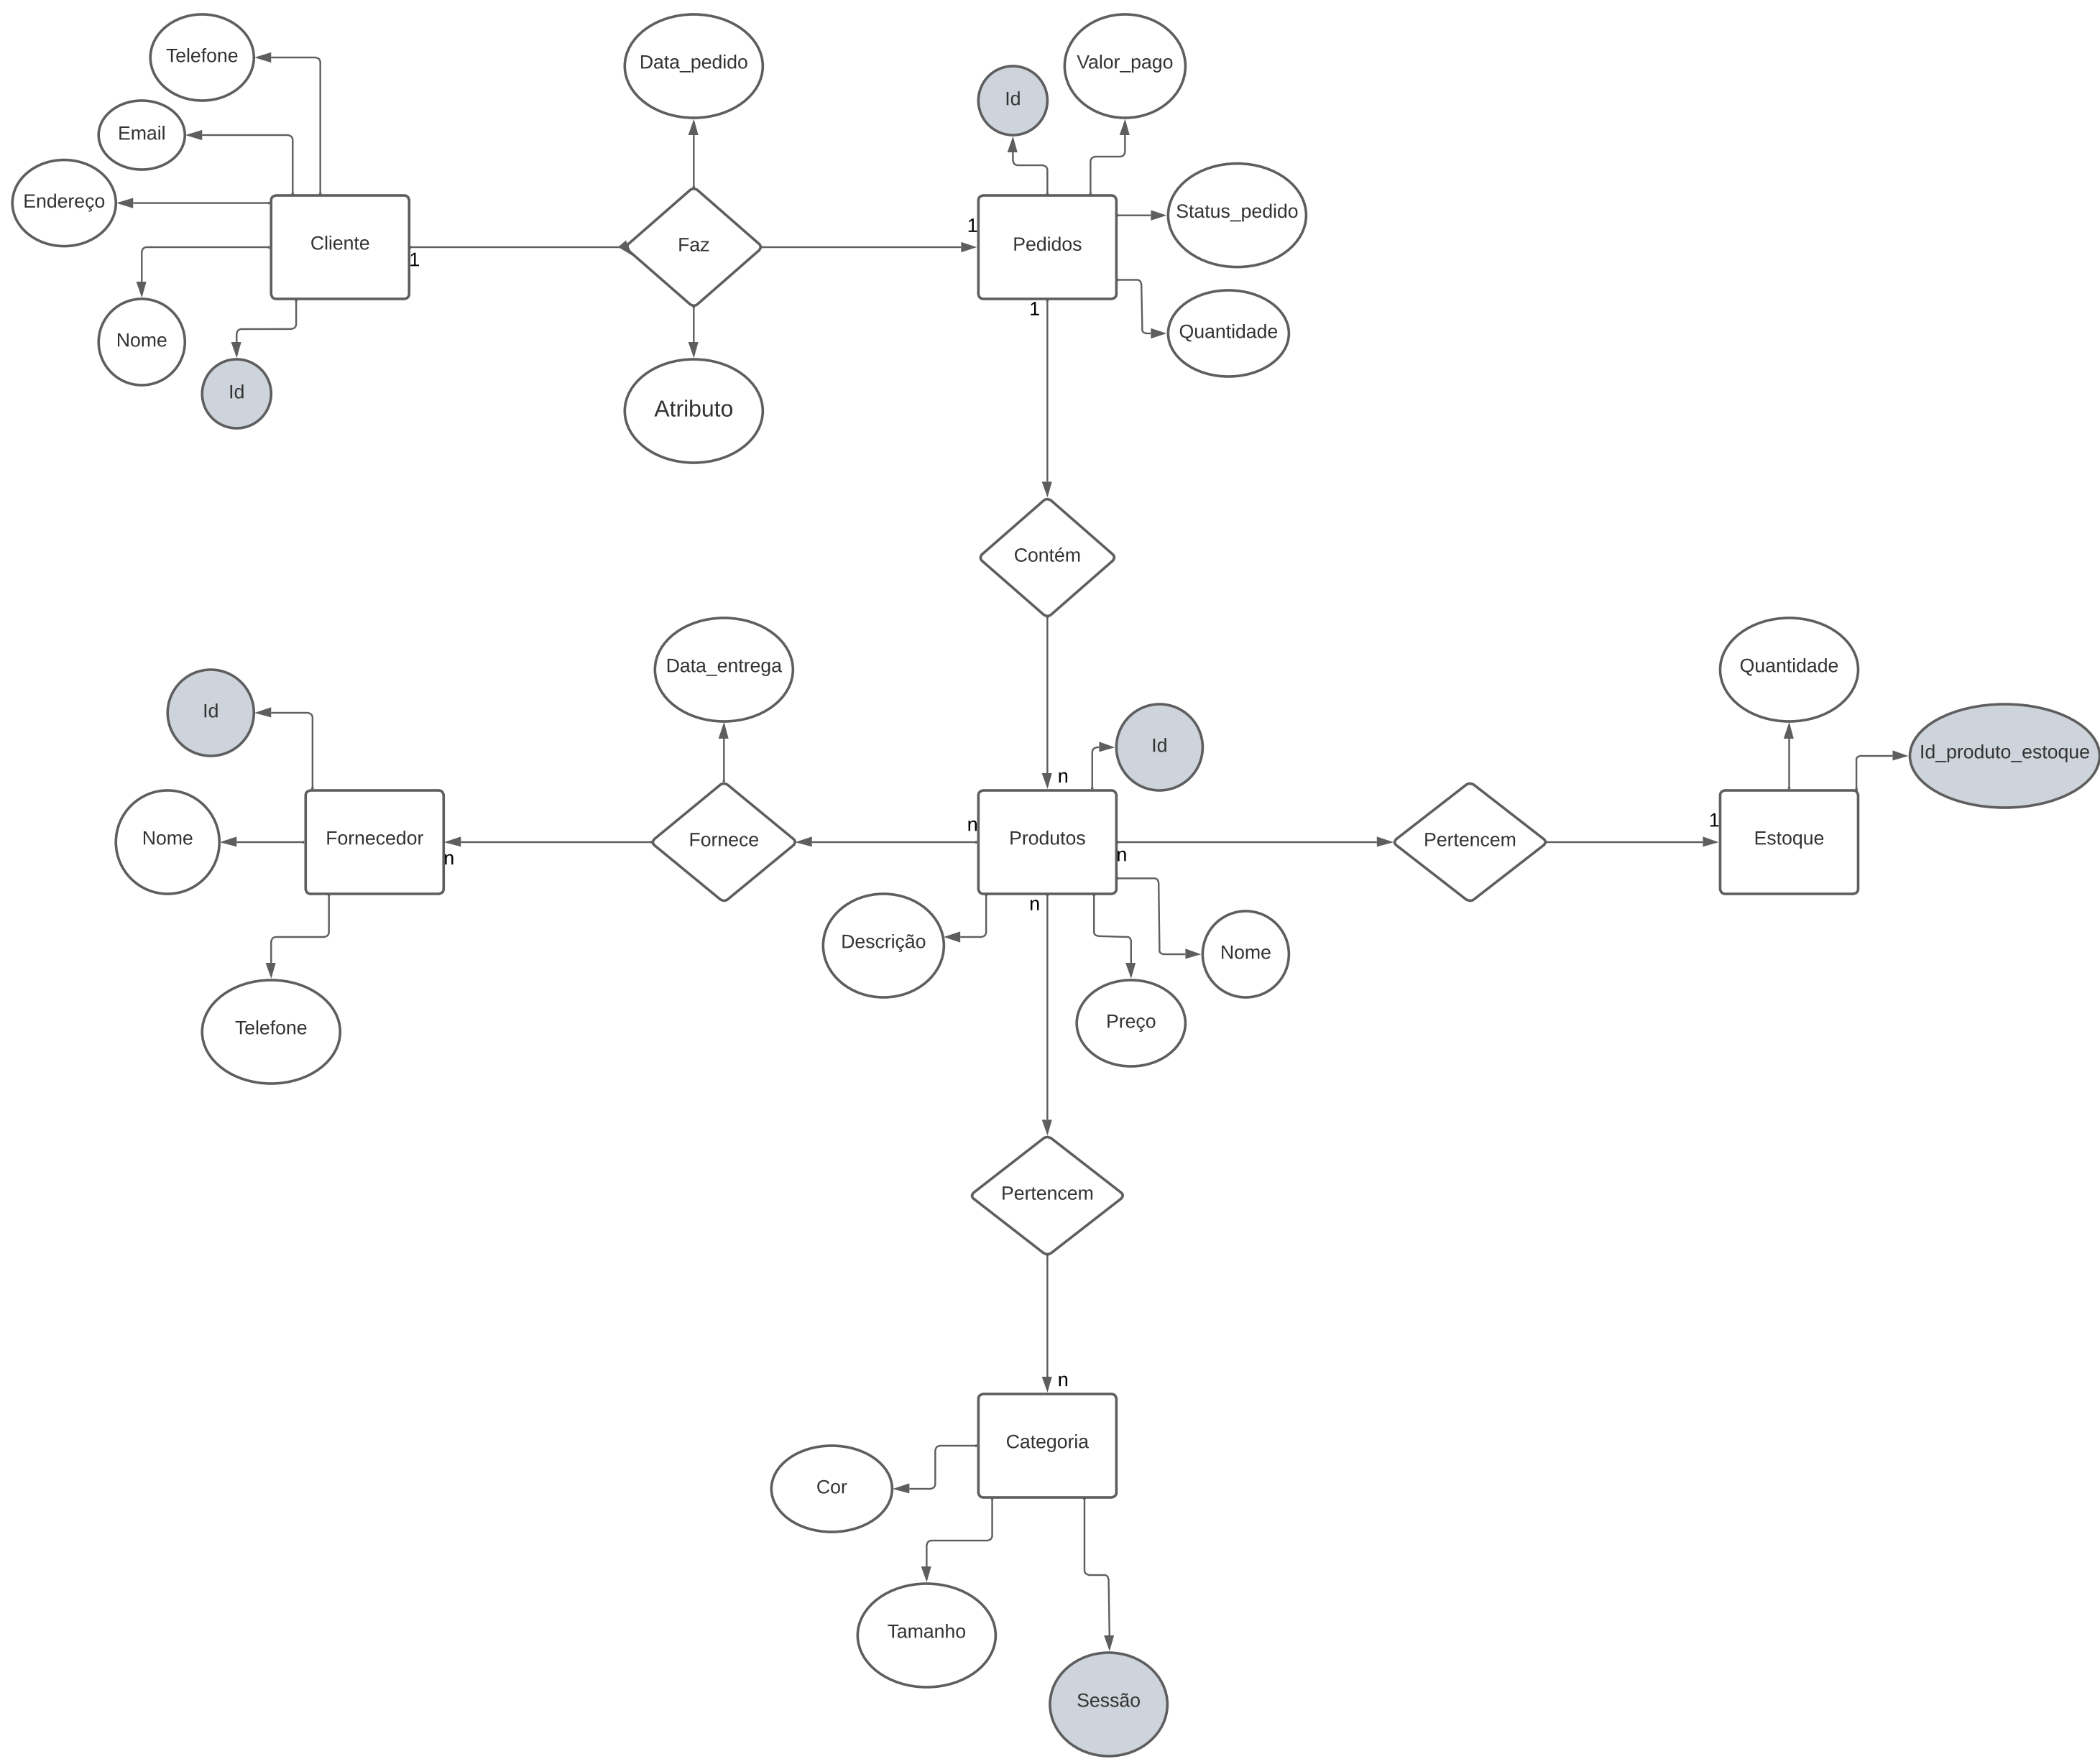 Telefone
Data_pedido
Valor_pago
Id
Email
Endereço
Status_pedido
1
Cliente
Faz
Pedidos
1
1
Nome
Quantidade
Id
Atributo
Contém
Data_entrega
Quantidade
Id
Id
Id_produto_estoque
n
n
1
Nome
Fornecedor
Fornece
Produtos
Pertencem
Estoque
n
n
n
Descrição
Nome
Telefone
Preço
Pertencem
n
Categoria
Cor
Tamanho
Sessão